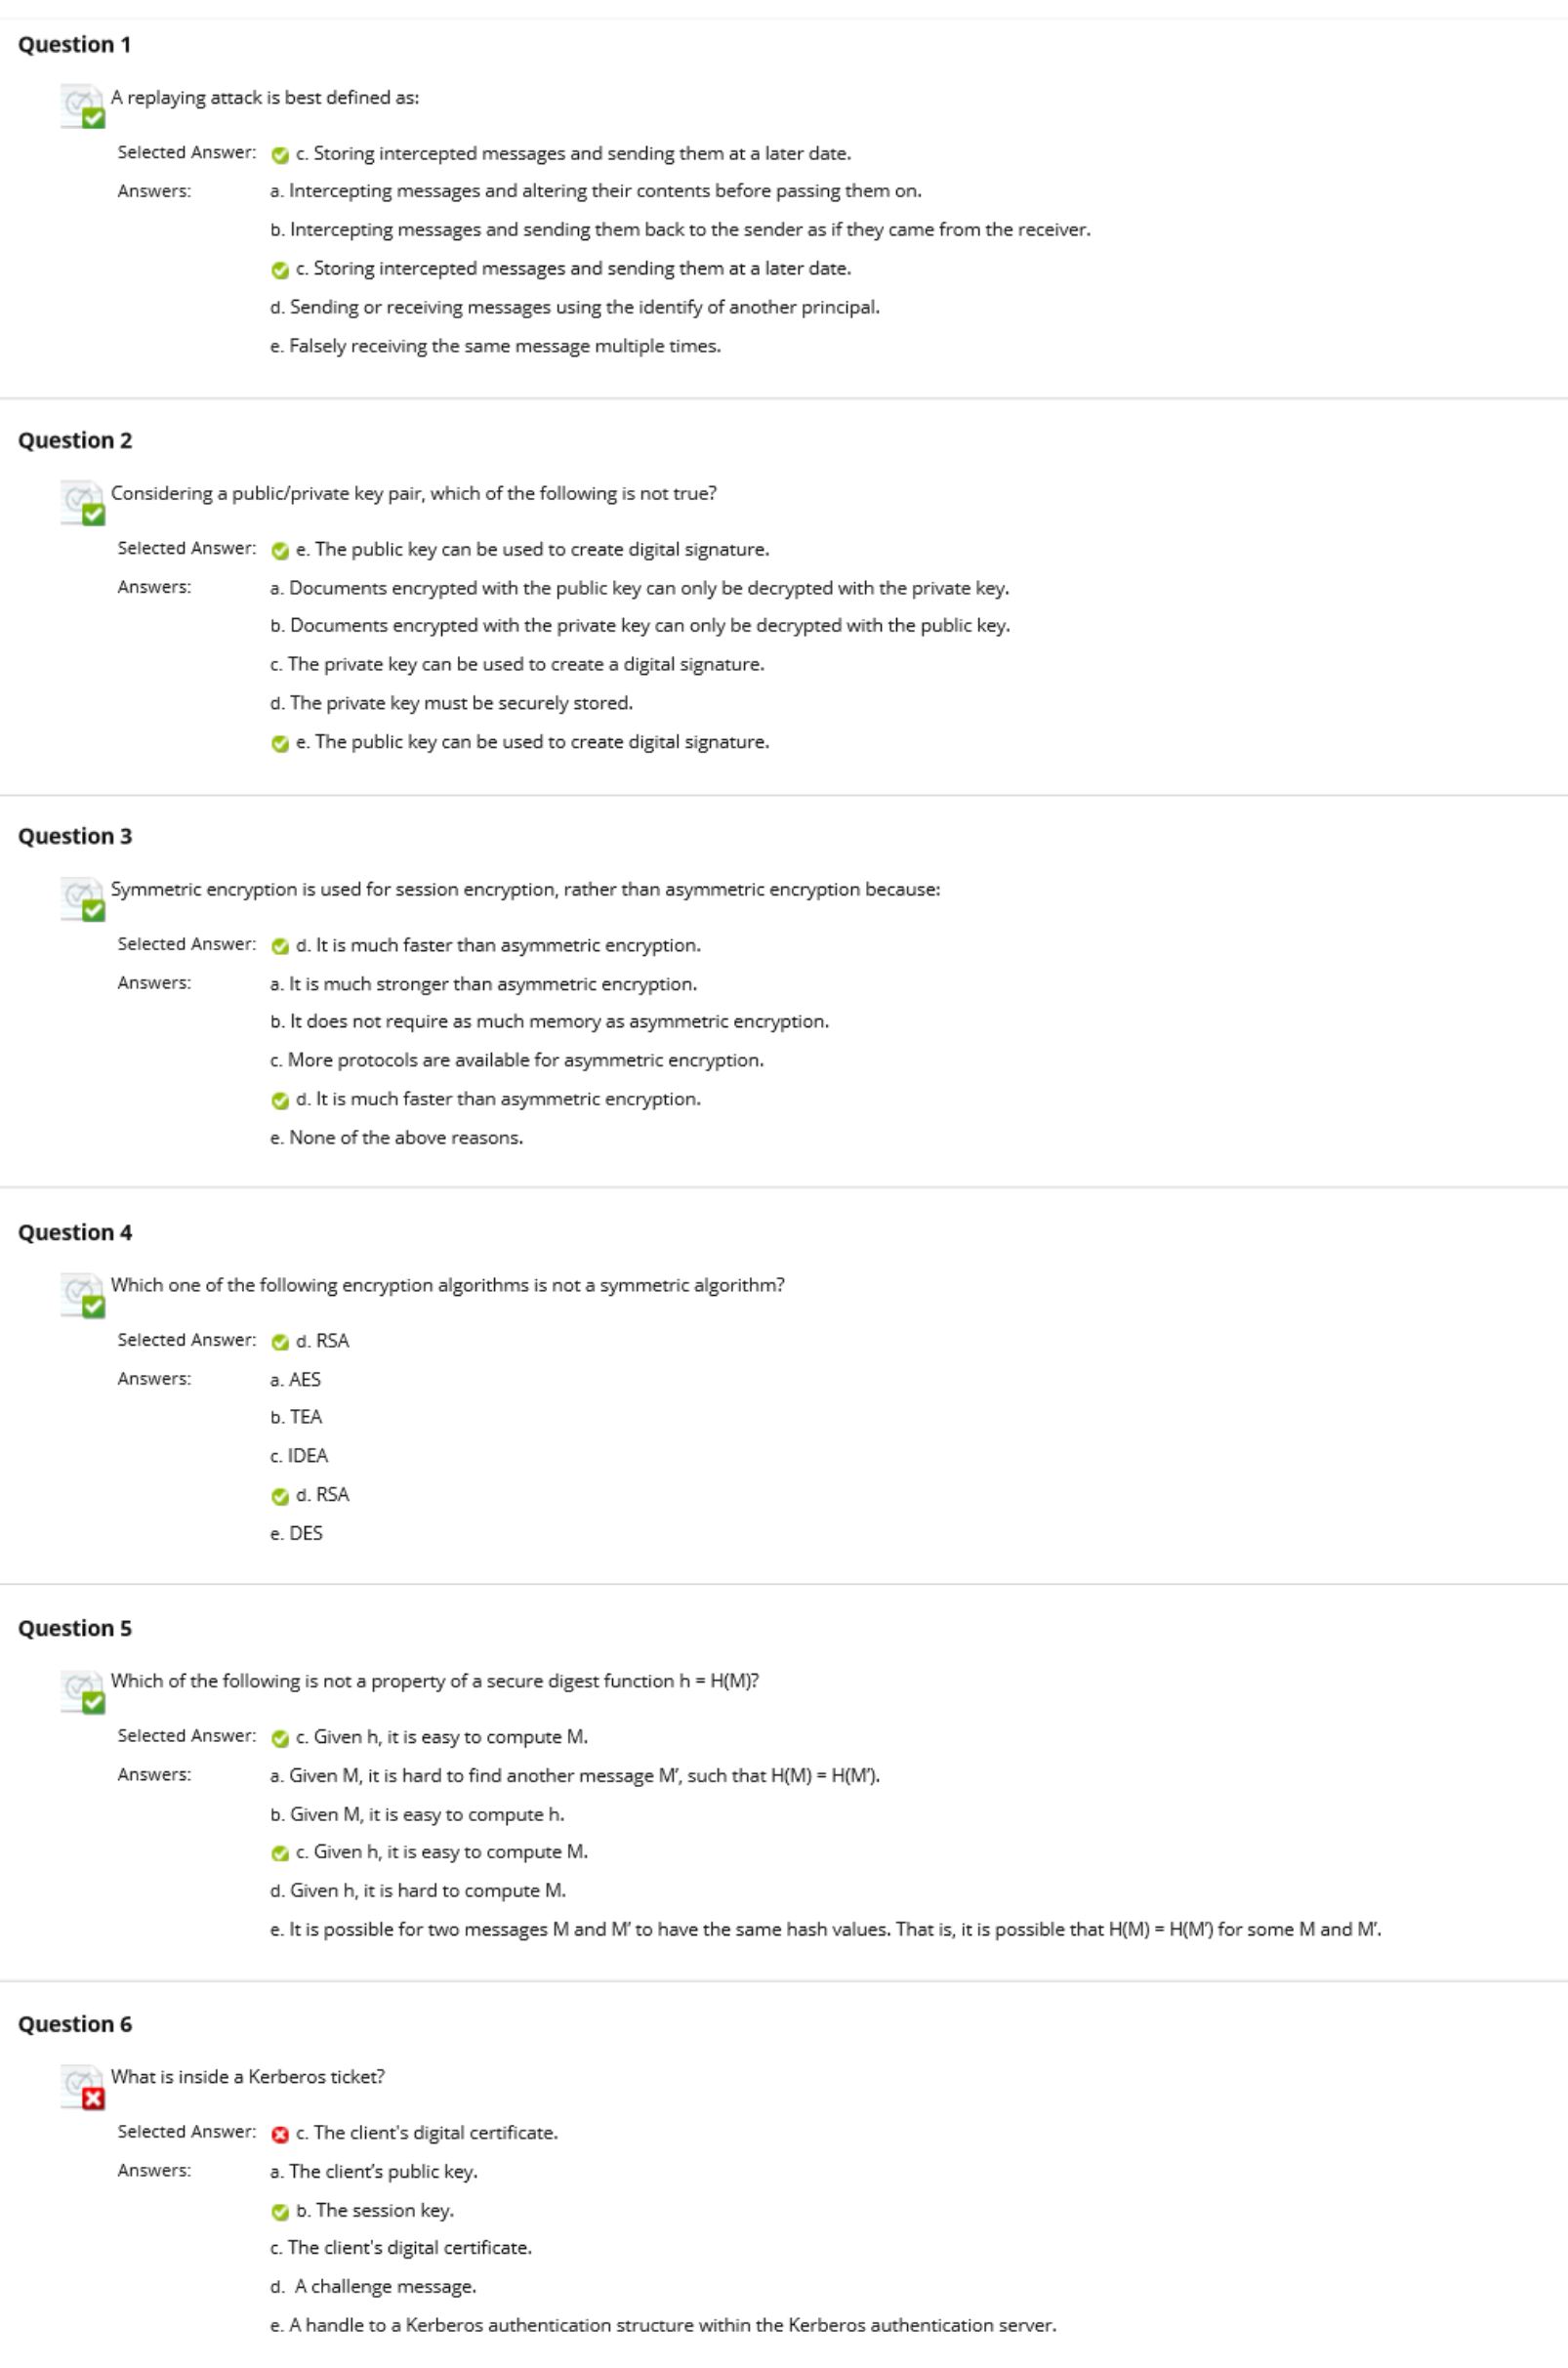 Question 1
A replaying attack is best defined as:
Selected Answer: c. Storing intercepted messages and sending them at a later date.
Answers: a. Intercepting messages and altering their contents before passing them on.
b. Intercepting messages and sending them back to the sender as if they came from the receiver.
c. Storing intercepted messages and sending them at a later date.
d. Sending or receiving messages using the identify of another principal.
e. Falsely receiving the same message multiple times.
Question 2
Considering a public/private key pair, which of the following is not true?
Selected Answer: e. The public key can be used to create digital signature.
Answers: a. Documents encrypted with the public key can only be decrypted with the private key.
b. Documents encrypted with the private key can only be decrypted with the public key.
c. The private key can be used to create a digital signature.
d. The private key must be securely stored.
e. The public key can be used to create digital signature.
Question 3
Symmetric encryption is used for session encryption, rather than asymmetric encryption because:
Selected Answer: d. It is much faster than asymmetric encryption.
Answers: a. It is much stronger than asymmetric encryption.
b. It does not require as much memory as asymmetric encryption.
c. More protocols are available for asymmetric encryption.
d. It is much faster than asymmetric encryption.
e. None of the above reasons.
Question 4
Which one of the following encryption algorithms is not a symmetric algorithm?
Selected Answer: d. RSA
Answers: a. AES
b. TEA
c. IDEA
d. RSA
e. DES
Question 5
Which of the following is not a property of a secure digest function h = H(M)?
Selected Answer: c. Given h, it is easy to compute M.
Answers: a. Given M, it is hard to find another message M′, such that H(M) = H(M′).
b. Given M, it is easy to compute h.
c. Given h, it is easy to compute M.
d. Given h, it is hard to compute M.
e. It is possible for two messages M and M′ to have the same hash values. That is, it is possible that H(M) = H(M′) for some M and M′.
Question 6
What is inside a Kerberos ticket?
Selected Answer: c. The client's digital certificate.
Answers: a. The client’s public key.
b. The session key.
c. The client's digital certificate.
d. A challenge message.
e. A handle to a Kerberos authentication structure within the Kerberos authentication server.